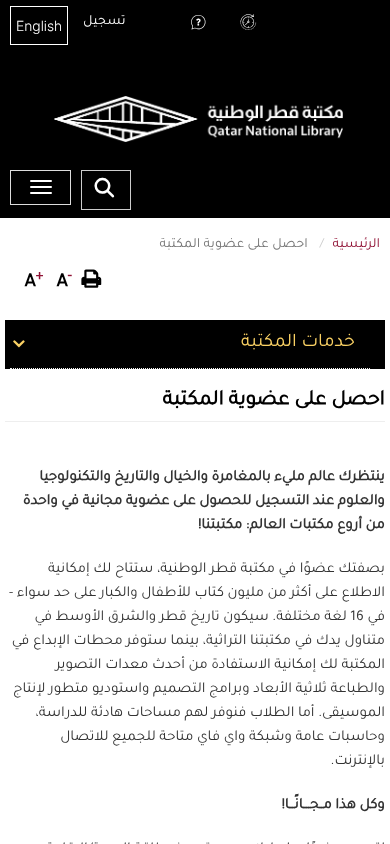 English
تسجيل
مكتبة قطر الوطنية
Qatar National Library
الرئيسية / احصل على عضوية المكتبة
A+ A-
خدمات المكتبة
احصل على عضوية المكتبة
ينتظرك عالم مليء بالمغامرة والخيال والتاريخ والتكنولوجيا
والعلوم عند التسجيل للحصول على عضوية مجانية في واحدة
من أروع مكتبات العالم: مكتبتنا!
بصفتك عضوًا في مكتبة قطر الوطنية، ستتاح لك إمكانية
الاطلاع على أكثر من مليون كتاب للأطفال والكبار على حد سواء -
في 16 لغة مختلفة. سيكون تاريخ قطر والشرق الأوسط في
متناول يدك في مكتبتنا التراثية، بينما ستوفر محطات الإبداع في
المكتبة لك إمكانية الاستفادة من أحدث معدات التصوير
والطباعة ثلاثية الأبعاد وبرامج التصميم واستوديو متطور لإنتاج
الموسيقى. أما الطلاب فنوفر لهم مساحات هادئة للدراسة،
وحاسبات عامة وشبكة واي فاي متاحة للجميع للاتصال
بالإنترنت.
وكل هذا مـجـــانًــا!